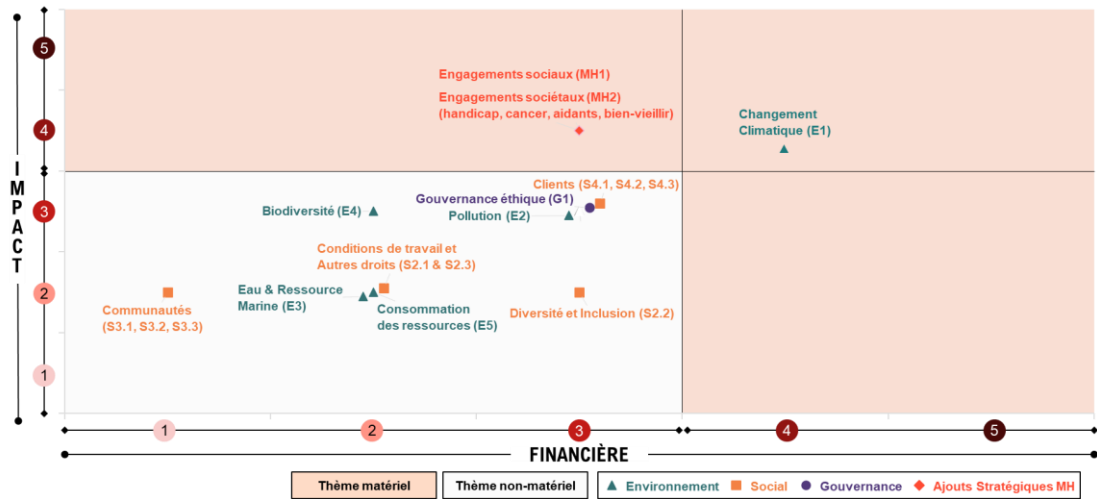 5
Engagements sociaux (MH1)
Engagements sociétaux (MH2)
(handicap, cancer, aidants, bien-vieillir)
Changement
Climatique (E1)
4
IMPACT
Clients (S4.1, S4.2, S4.3)
Gouvernance éthique (G1)
Biodiversité (E4)
Pollution (E2)
3
Conditions de travail et
Autres droits (S2.1 & S2.3)
2
Eau & Ressource
Marine (E3)
Communautés
(S3.1, S3.2, S3.3)
Consommation
des ressources (E5)
Diversité et Inclusion (S2.2)
1
1
2
3
4
5
FINANCIÈRE
Thème matériel
Thème non-matériel
Environnement
Social
Gouvernance
Ajouts Stratégiques MH